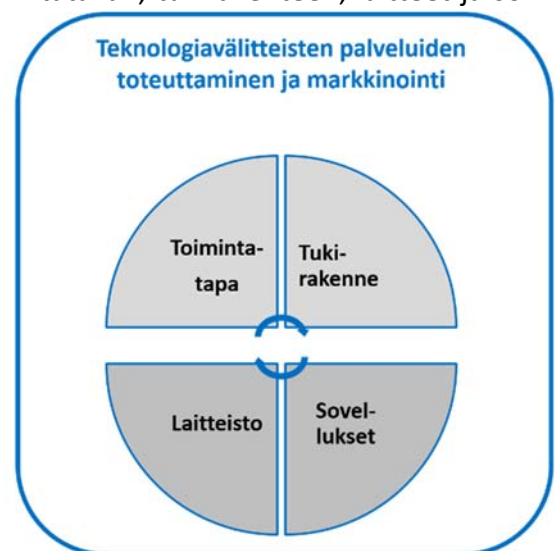 Teknologiavälitteisten palveluiden
toteuttaminen ja markkinointi
Toiminta-
tapa
Tuki-
rakenne
Laitteisto
Sovel-
lukset